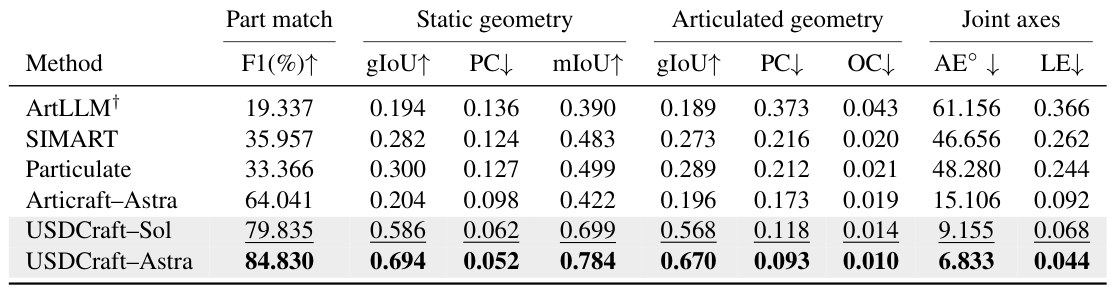 Part match Static geometry Articulated geometry Joint axes
Method F1(%)↑ gIoU↑ PC↓ mIoU↑ gIoU↑ PC↓ OC↓ AE° ↓ LE↓
ArtLLM† 19.337 0.194 0.136 0.390 0.189 0.373 0.043 61.156 0.366
SIMART 35.957 0.282 0.124 0.483 0.273 0.216 0.020 46.656 0.262
Particulate 33.366 0.300 0.127 0.499 0.289 0.212 0.021 48.280 0.244
Articraft–Astra 64.041 0.204 0.098 0.422 0.196 0.173 0.019 15.106 0.092
USDCraft–Sol 79.835 0.586 0.062 0.699 0.568 0.118 0.014 9.155 0.068
USDCraft–Astra 84.830 0.694 0.052 0.784 0.670 0.093 0.010 6.833 0.044